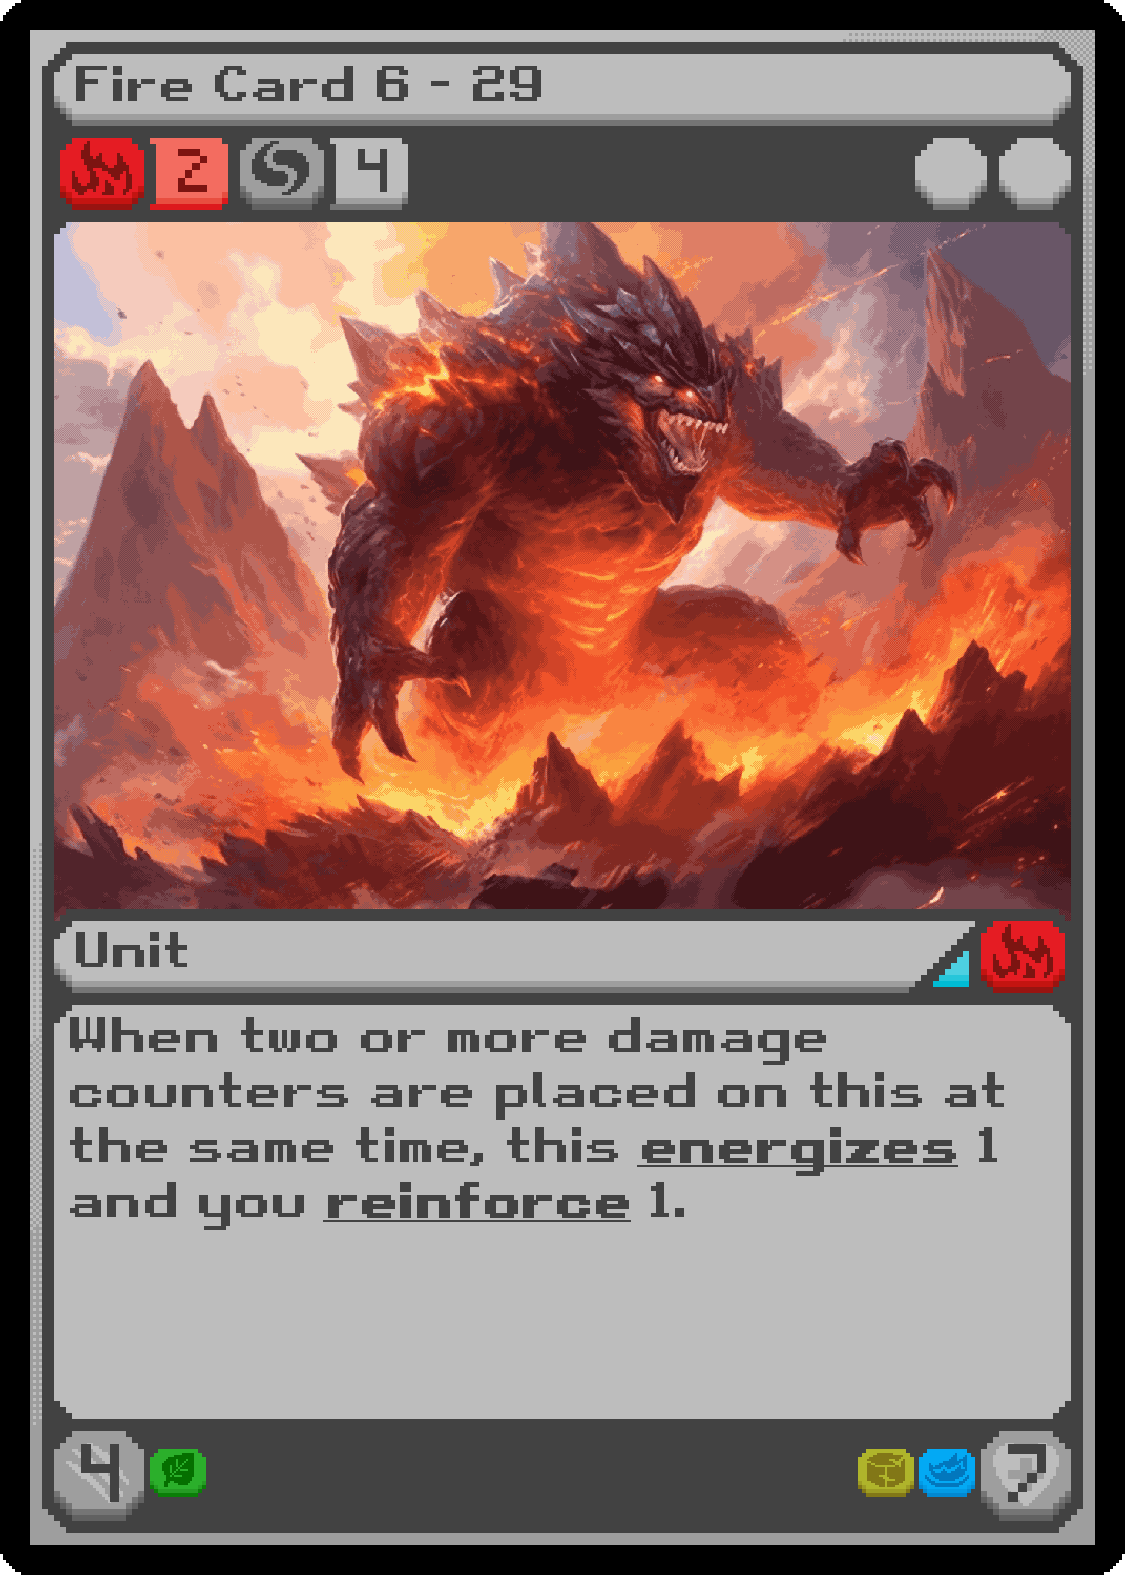 Fire Card 6 - 29
2 4
Unit
When two or more damage
counters are placed on this at
the same time, this energizes 1
and you reinforce 1.
4 7